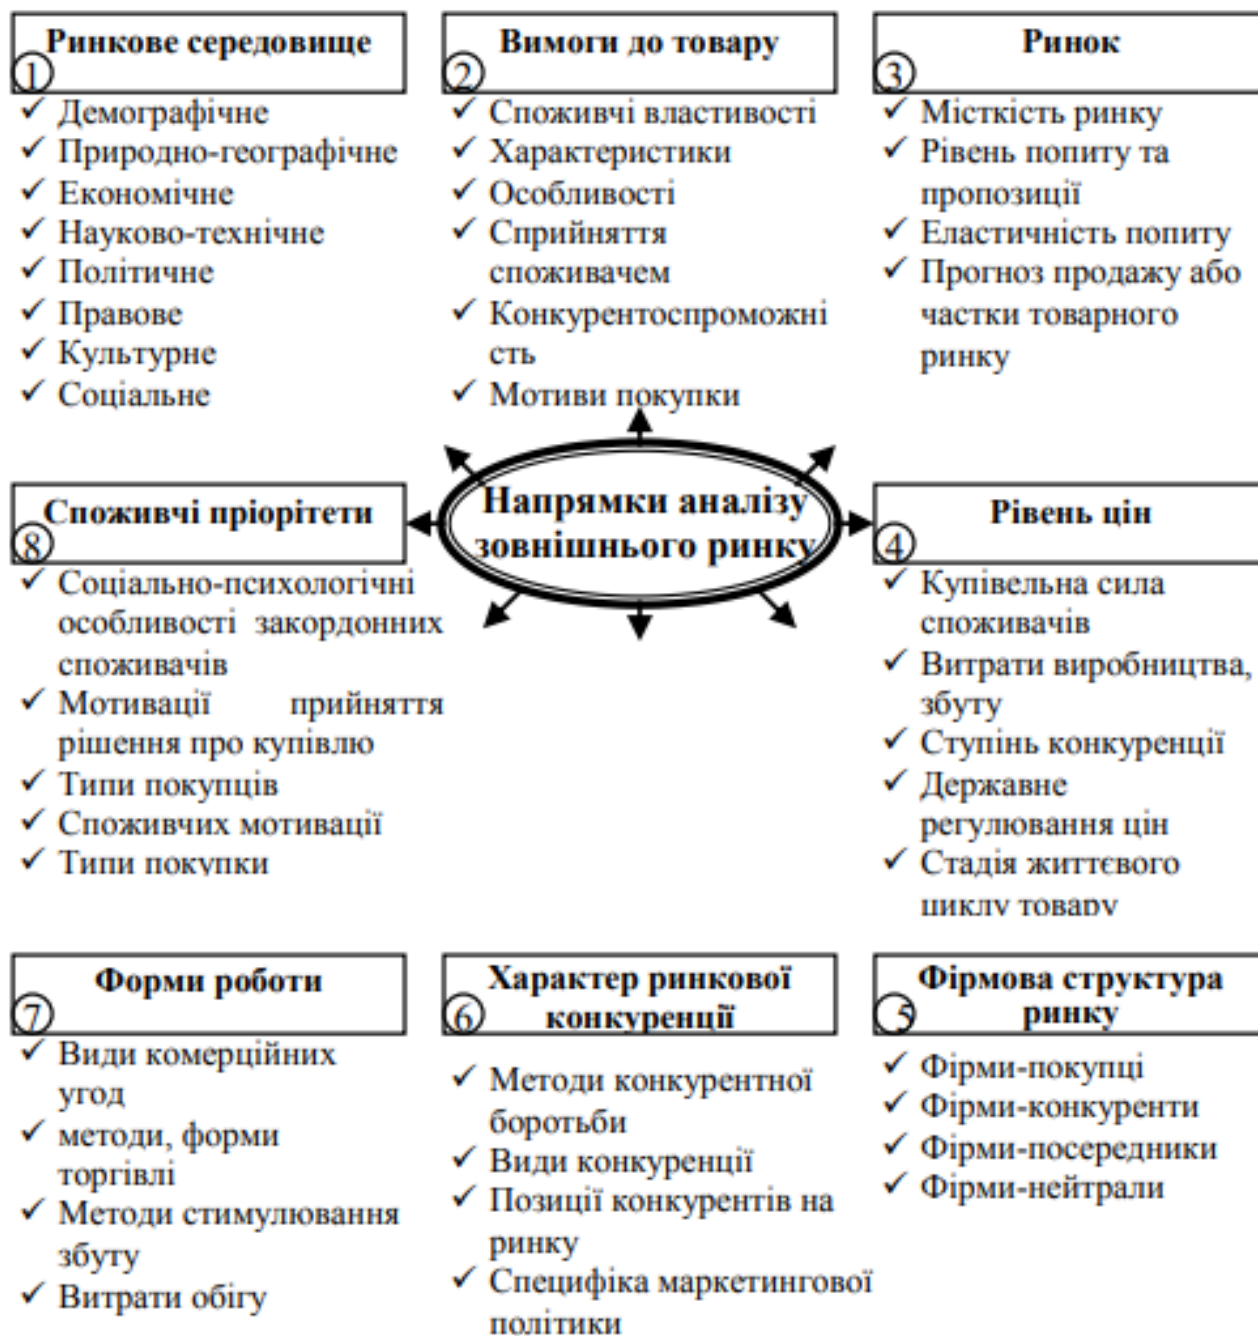 Ринкове середовище
1
✓ Демографічне
✓ Природно-географічне
✓ Економічне
✓ Науково-технічне
✓ Політичне
✓ Правове
✓ Культурне
✓ Соціальне
Вимоги до товару
2
✓ Споживчі властивості
✓ Характеристики
✓ Особливості
✓ Сприйняття
споживачем
✓ Конкурентоспроможні
сть
✓ Мотиви покупки
Ринок
3
✓ Місткість ринку
✓ Рівень попиту та
пропозиції
✓ Еластичність попиту
✓ Прогноз продажу або
частки товарного
ринку
Напрямки аналізу
зовнішнього ринку
Споживчі пріорітети
8
✓ Соціально-психологічні
особливості закордонних
споживачів
✓ Мотивації прийняття
рішення про купівлю
✓ Типи покупців
✓ Споживчих мотивації
✓ Типи покупки
Рівень цін
4
✓ Купівельна сила
споживачів
✓ Витрати виробництва,
збуту
✓ Ступінь конкуренції
✓ Державне
регулювання цін
✓ Стадія життєвого
циклу товару
Форми роботи
7
✓ Види комерційних
угод
✓ методи, форми
торгівлі
✓ Методи стимулювання
збуту
✓ Витрати обігу
Характер ринкової
конкуренції
6
✓ Методи конкурентної
боротьби
✓ Види конкуренції
✓ Позиції конкурентів на
ринку
✓ Специфіка маркетингової
політики
Фірмова структура
ринку
5
✓ Фірми-покупці
✓ Фірми-конкуренти
✓ Фірми-посередники
✓ Фірми-нейтрали